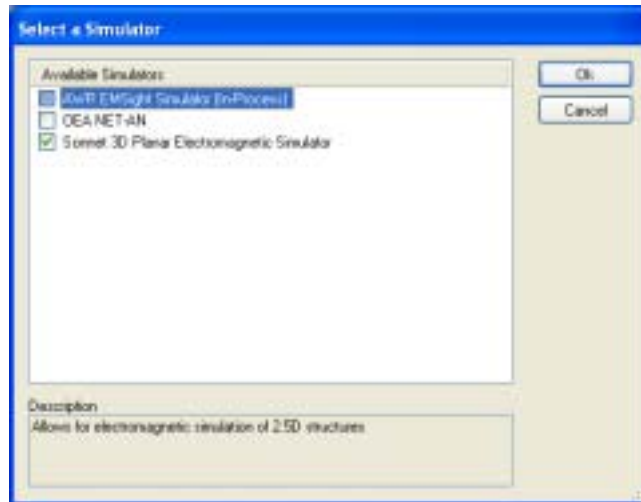 Select a Simulator
Available Simulators
AWR EMSight Simulator (In-Process)
OEA NET-AN
Sonnet 3D Planar Electromagnetic Simulator
Ok
Cancel
Description
Allows for electromagnetic simulation of 2.5D structures